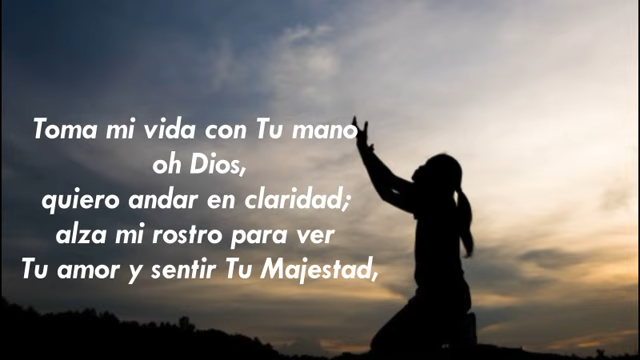 Toma mi vida con Tu mano
oh Dios,
quiero andar en claridad;
alza mi rostro para ver
Tu amor y sentir Tu Majestad,